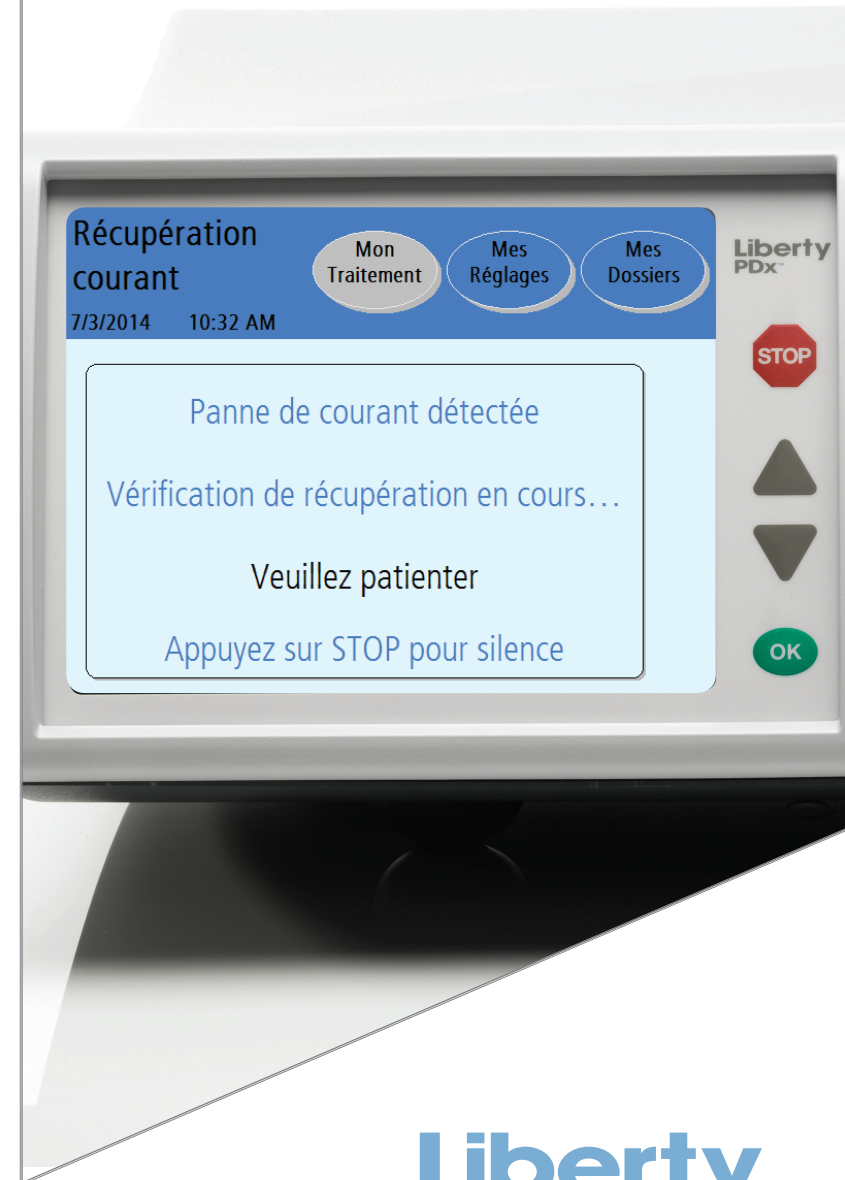 Récupération
courant
7/3/2014 10:32 AM
Mon
Traitement
Mes
Réglages
Mes
Dossiers
Liberty
PDx™
STOP
Panne de courant détectée
Vérification de récupération en cours…
Veuillez patienter
Appuyez sur STOP pour silence
OK
Liberty